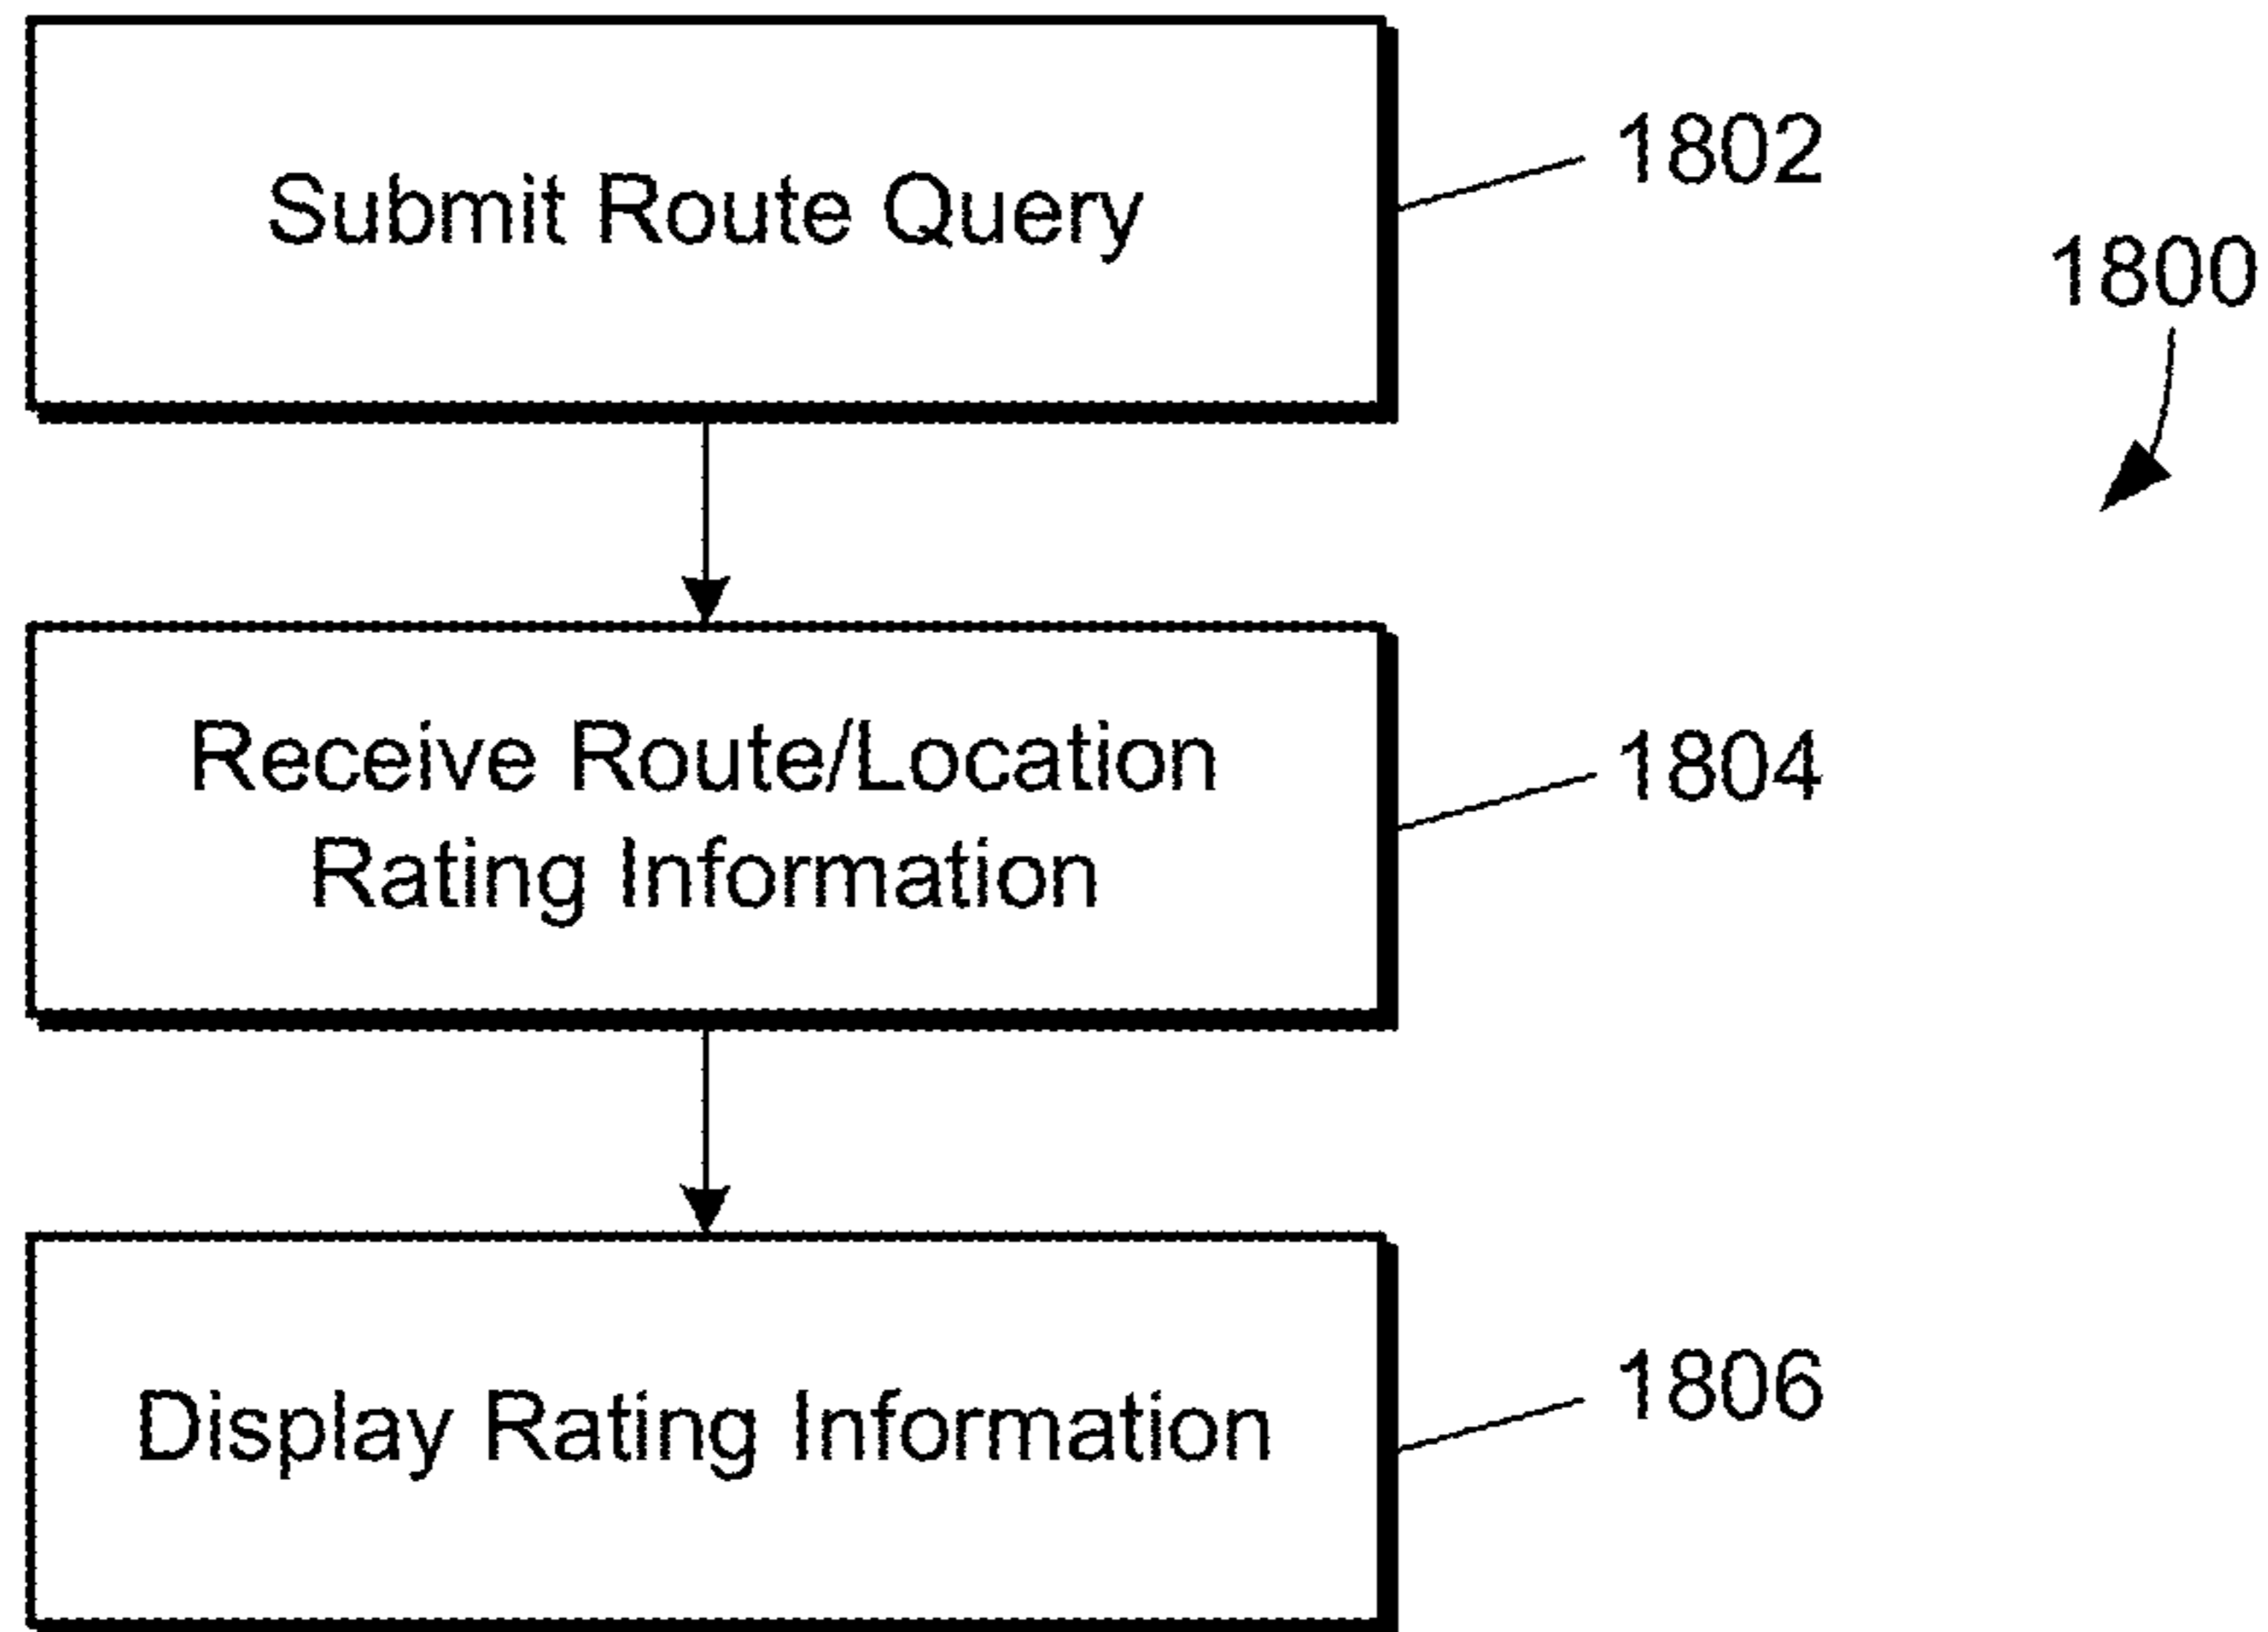 Submit Route Query
1802
1800
Receive Route/Location
Rating Information
1804
Display Rating Information
1806